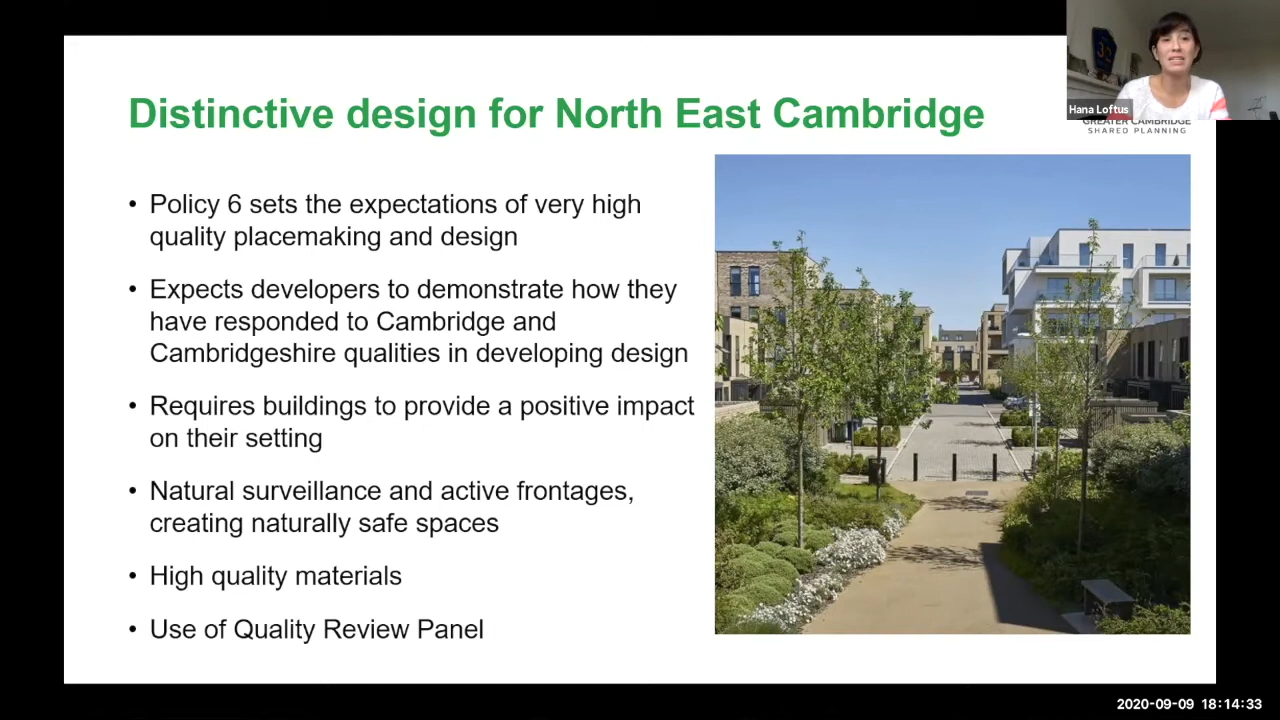 Distinctive design for North East Cambridge
Hana Loftus
GREATER CAMBRIDGE
SHARED PLANNING
• Policy 6 sets the expectations of very high
quality placemaking and design
• Expects developers to demonstrate how they
have responded to Cambridge and
Cambridgeshire qualities in developing design
• Requires buildings to provide a positive impact
on their setting
• Natural surveillance and active frontages,
creating naturally safe spaces
• High quality materials
• Use of Quality Review Panel
2020-09-09 18:14:33